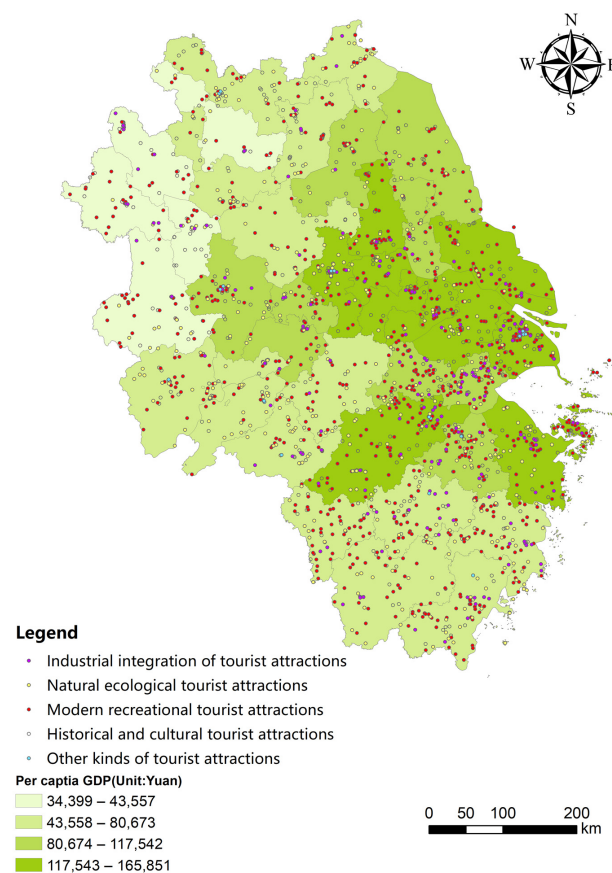 N
W
E
S
Legend
Industrial integration of tourist attractions
Natural ecological tourist attractions
Modern recreational tourist attractions
Historical and cultural tourist attractions
Other kinds of tourist attractions
Per captia GDP(Unit:Yuan)
34,399 – 43,557
43,558 – 80,673
80,674 – 117,542
117,543 – 165,851
0 50 100 200
km